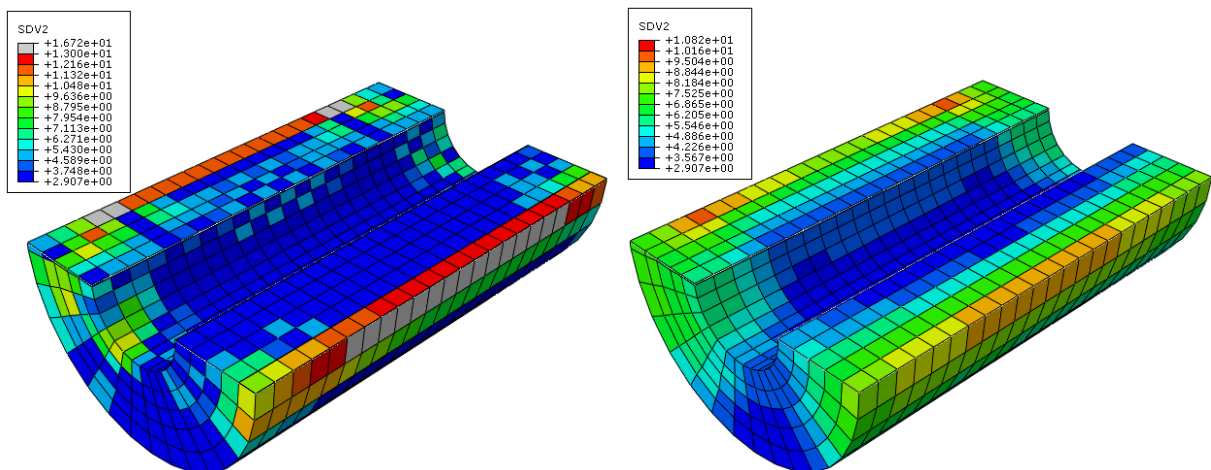 SDV2
+1.672e+01
+1.300e+01
+1.216e+01
+1.132e+01
+1.048e+01
+9.636e+00
+8.795e+00
+7.954e+00
+7.113e+00
+6.271e+00
+5.430e+00
+4.589e+00
+3.748e+00
+2.907e+00
SDV2
+1.082e+01
+1.016e+01
+9.504e+00
+8.844e+00
+8.184e+00
+7.525e+00
+6.865e+00
+6.205e+00
+5.546e+00
+4.886e+00
+4.226e+00
+3.567e+00
+2.907e+00